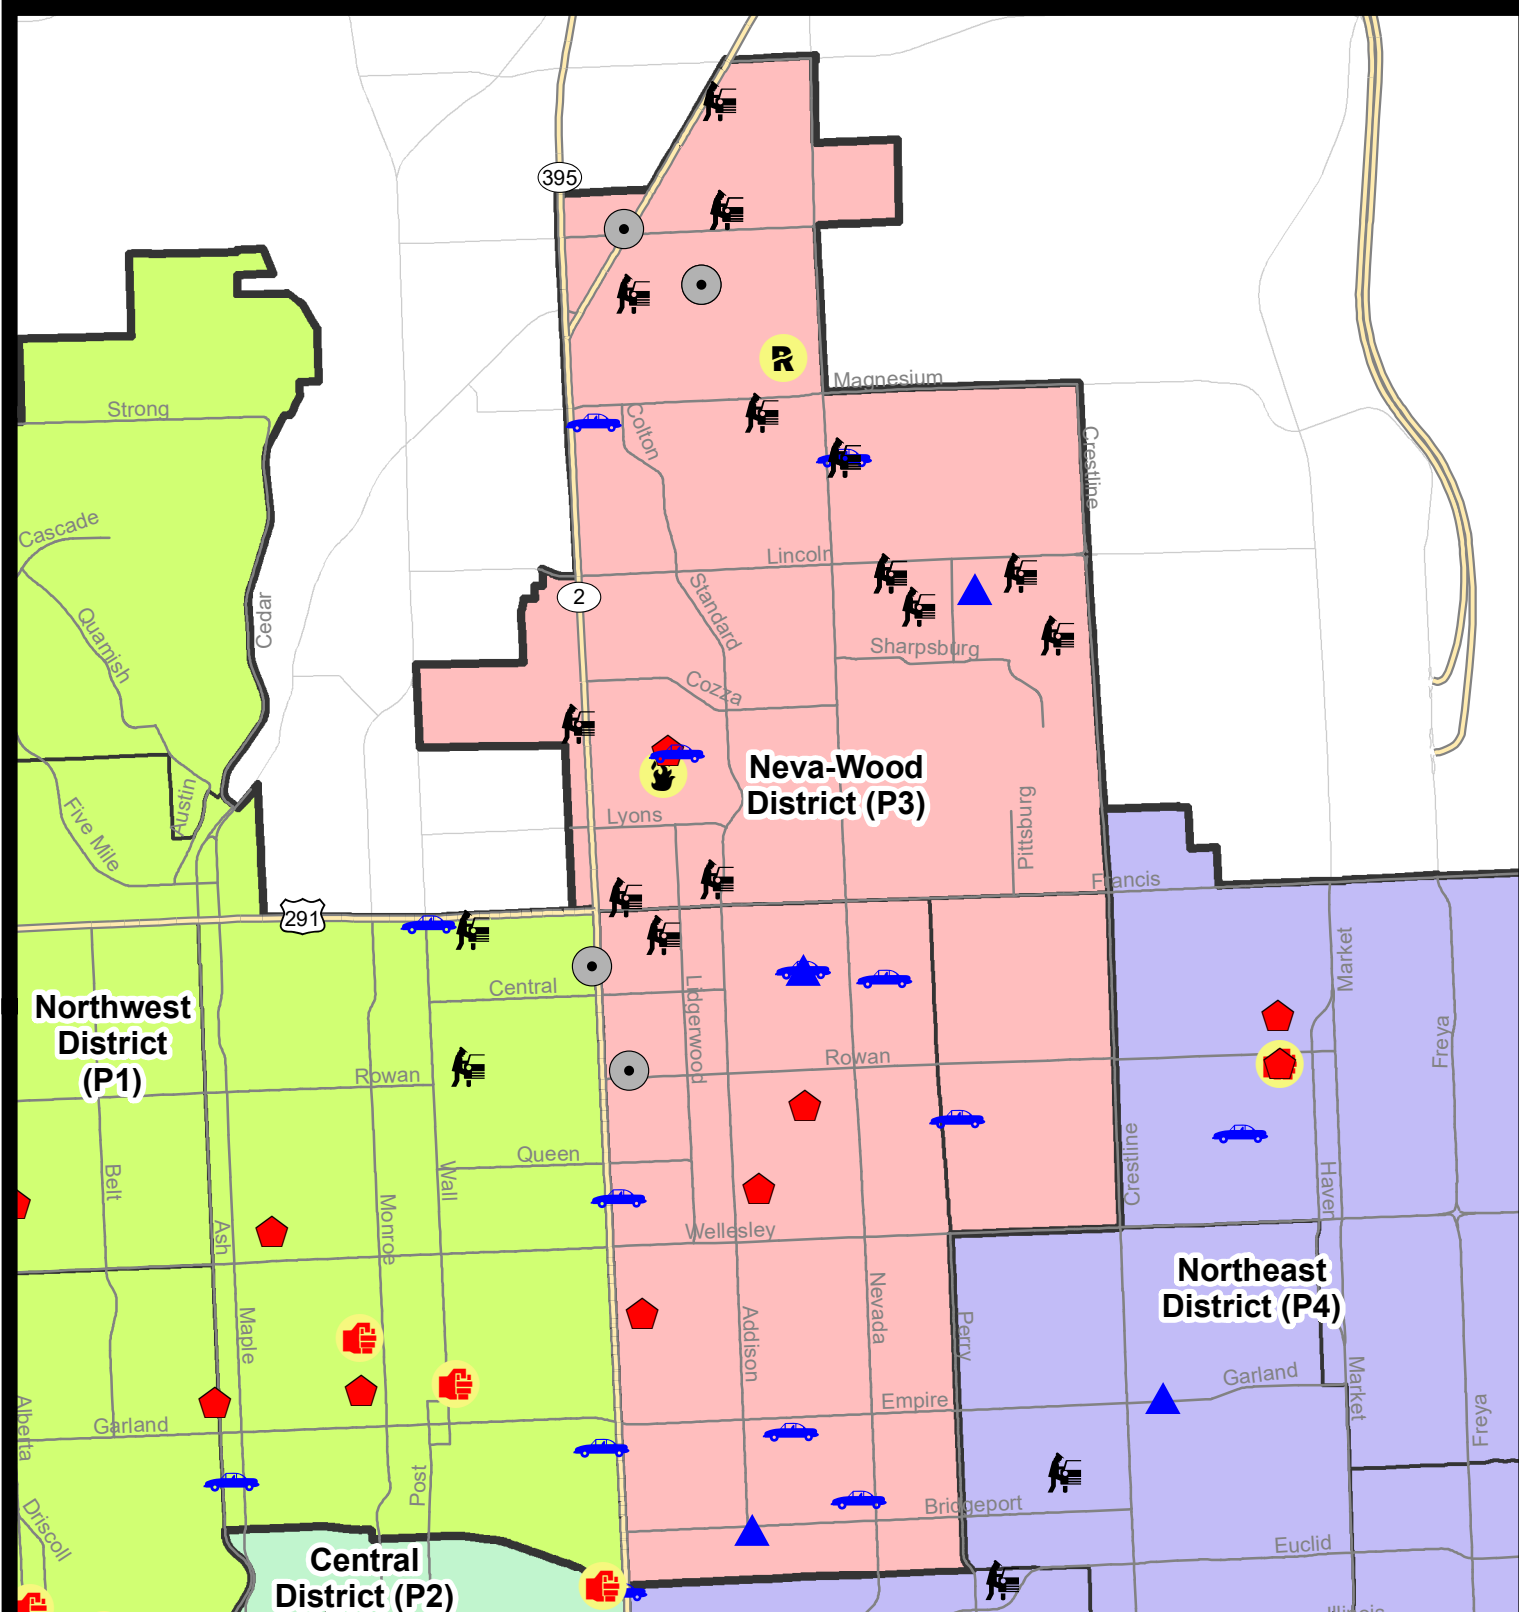 395
Magnesium
Strong
Colton
Crestline
Cascade
Lincoln
Standard
2
Cedar
Quamish
Sharpsburg
Cozza
Neva-Wood
District (P3)
Austin
Five Mile
Lyons
Pittsburg
Francis
291
Market
Northwest
District
(P1)
Central
Lidgerwood
Freya
Rowan
Rowan
Crestline
Queen
Belt
Wall
Haven
Ash
Monroe
Wellesley
Northeast
District (P4)
Nevada
Maple
Addison
Perry
Market
Garland
Empire
Alberta
Garland
Freya
Post
Bridgeport
Driscoll
Euclid
Central
District (P2)